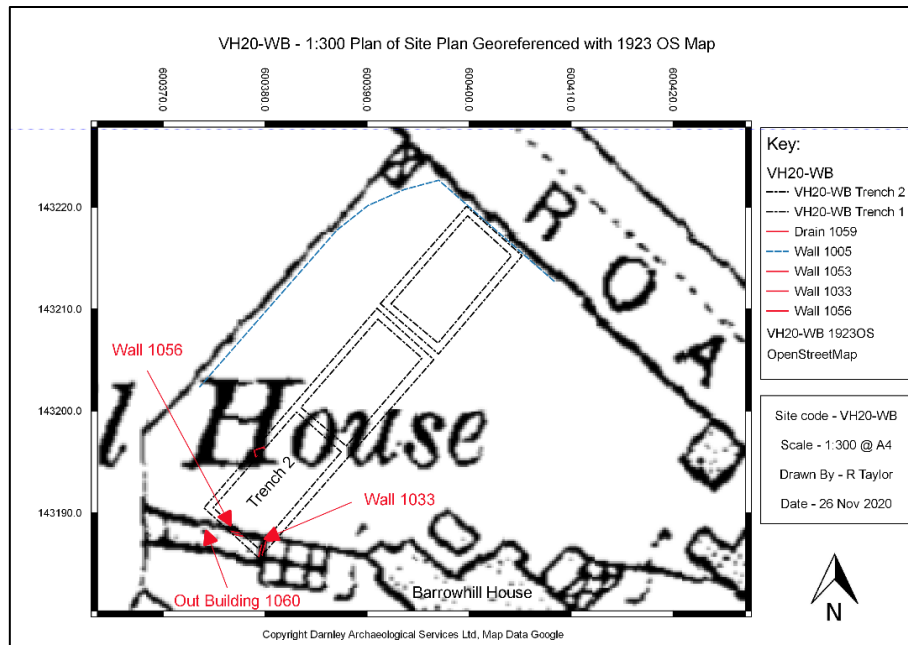 VH20-WB - 1:300 Plan of Site Plan Georeferenced with 1923 OS Map
600370.0
600380.0
600390.0
600400.0
600410.0
600420.0
143220.0
143210.0
143200.0
143190.0
ROA
l House
Wall 1056
Trench 2
Wall 1033
Out Building 1060
Barrowhill House
Copyright Darnley Archaeological Services Ltd, Map Data Google
Key:
VH20-WB
VH20-WB Trench 2
VH20-WB Trench 1
Drain 1059
Wall 1005
Wall 1053
Wall 1033
Wall 1056
VH20-WB 1923OS
OpenStreetMap
Site code - VH20-WB
Scale - 1:300 @ A4
Drawn By - R Taylor
Date - 26 Nov 2020
N